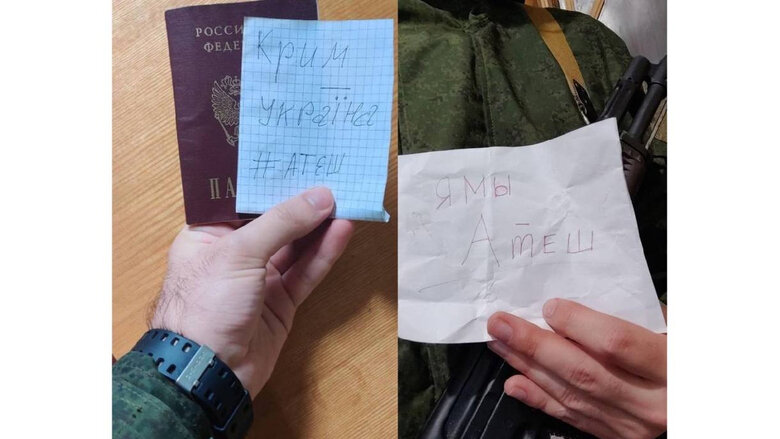 РОССИ
ФЕДЕ
ПА
Крим
—
Україна
#АТЕШ
Я МЫ
Атеш